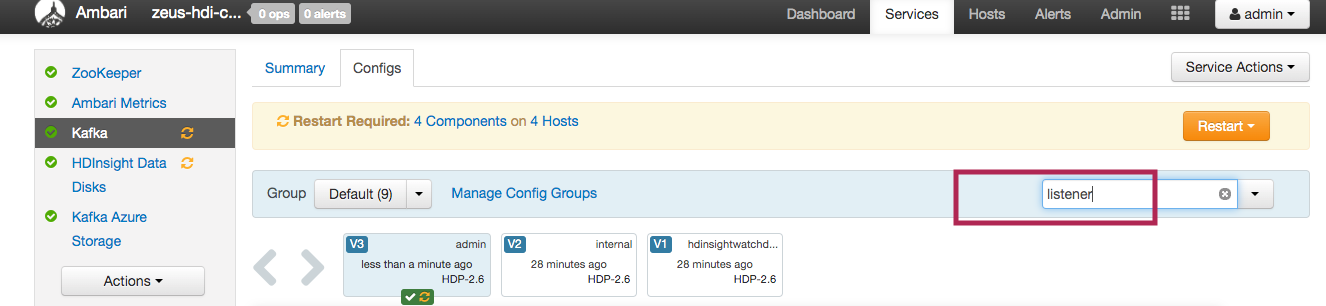 Ambari zeus-hdi-c... 0 ops 0 alerts Dashboard Services Hosts Alerts Admin admin
ZooKeeper
Ambari Metrics
Kafka
HDInsight Data
Disks
Kafka Azure
Storage
Actions
Summary Configs Service Actions
Restart Required: 4 Components on 4 Hosts Restart
Group Default (9) Manage Config Groups listener
V3 admin
less than a minute ago
HDP-2.6
V2 internal
28 minutes ago
HDP-2.6
V1 hdinsightwatchd...
28 minutes ago
HDP-2.6